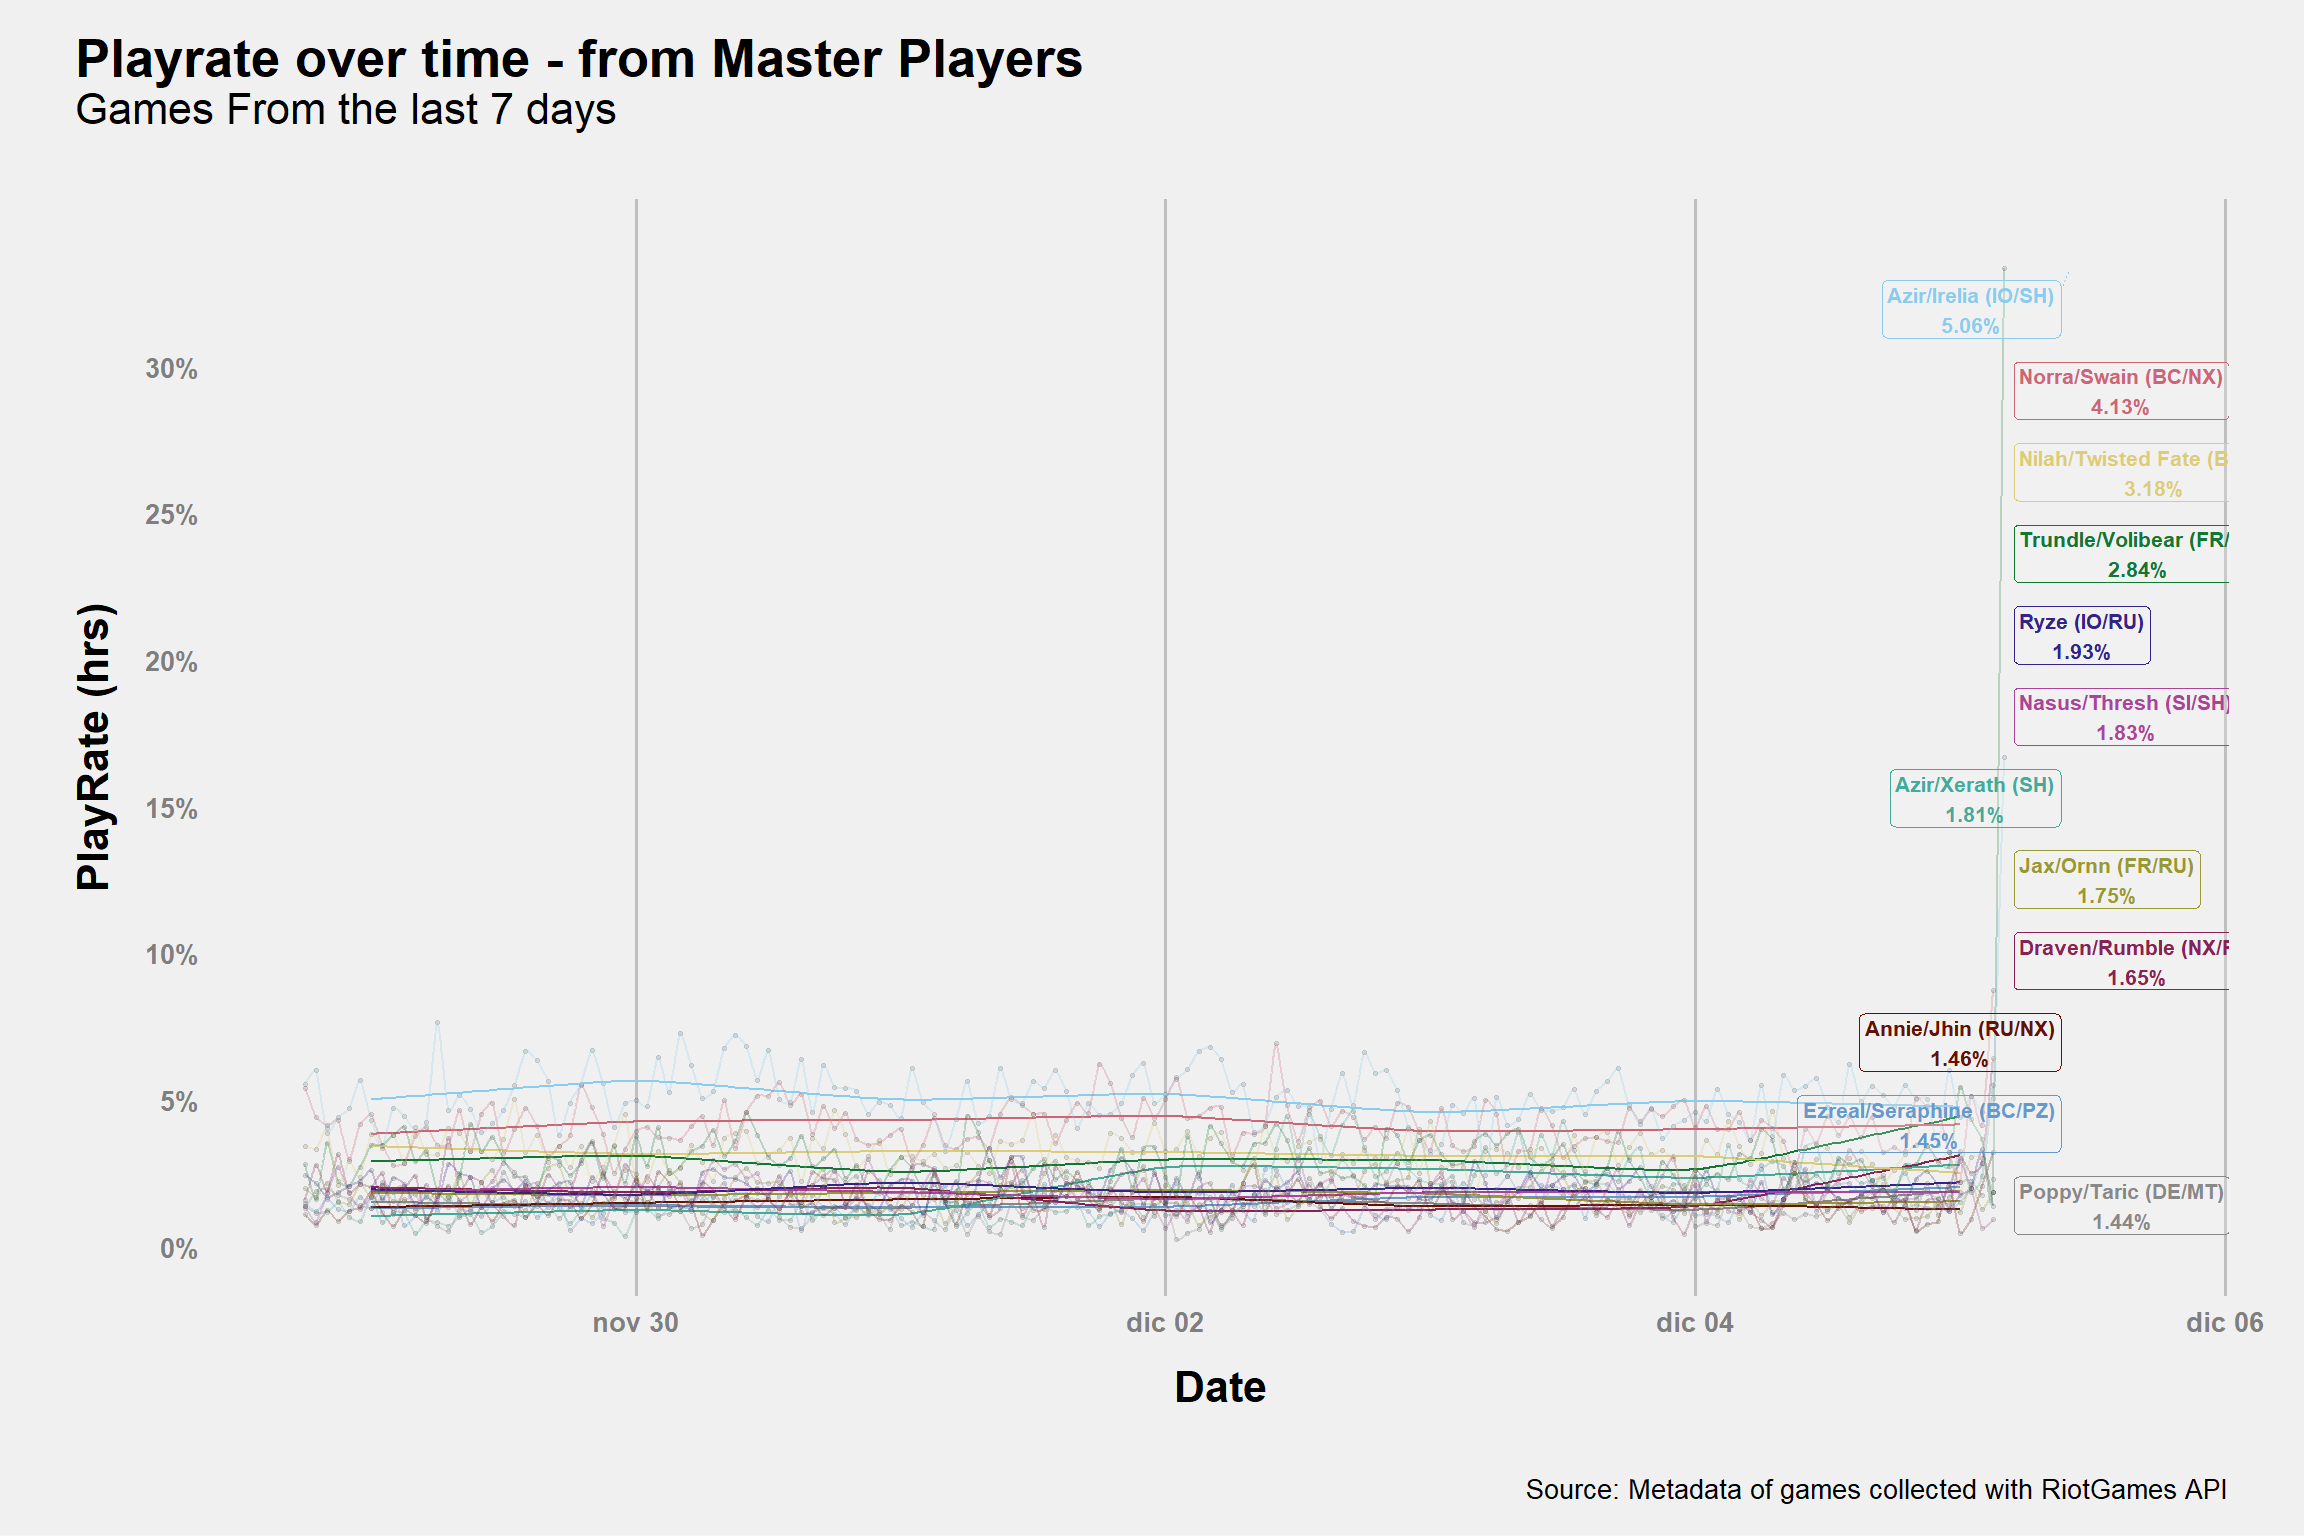 Playrate over time - from Master Players
Games From the last 7 days
PlayRate (hrs)
30%
25%
20%
15%
10%
5%
0%
Azir/Irelia (IO/SH)
5.06%
Norra/Swain (BC/NX)
4.13%
Nilah/Twisted Fate (B
3.18%
Trundle/Volibear (FR/
2.84%
Ryze (IO/RU)
1.93%
Nasus/Thresh (SI/SH)
1.83%
Azir/Xerath (SH)
1.81%
Jax/Ornn (FR/RU)
1.75%
Draven/Rumble (NX/
1.65%
Annie/Jhin (RU/NX)
1.46%
Ezreal/Seraphine (BC/PZ)
1.45%
Poppy/Taric (DE/MT)
1.44%
nov 30
dic 02
dic 04
dic 06
Date
Source: Metadata of games collected with RiotGames API